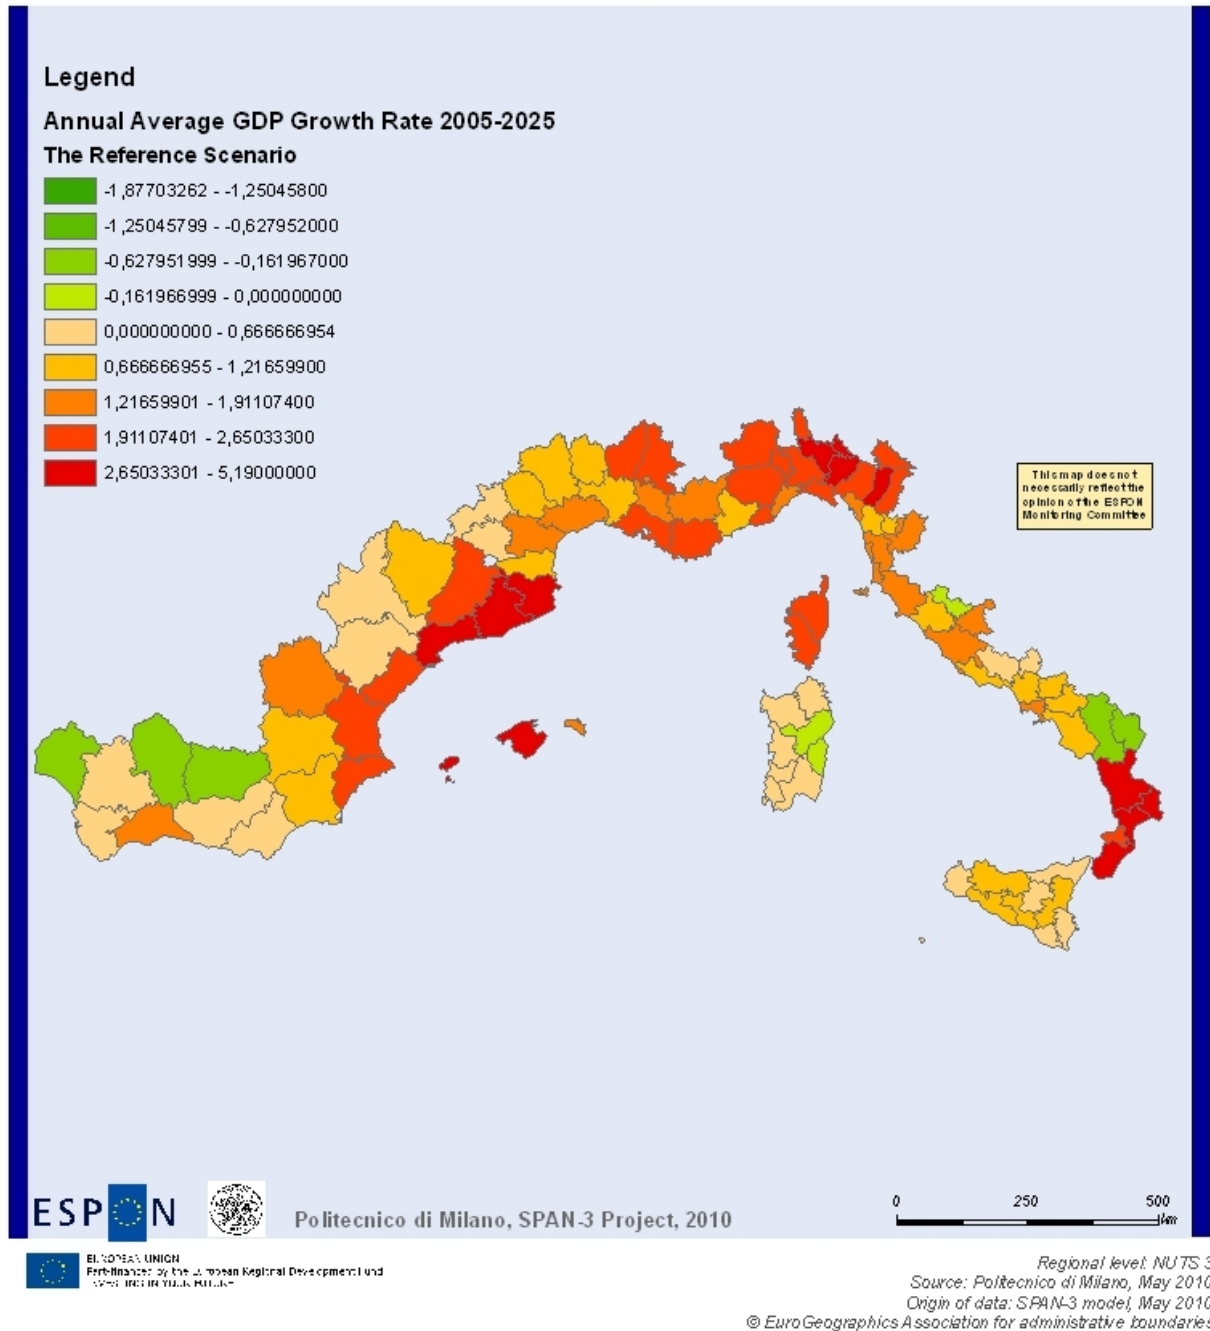 Legend
Annual Average GDP Growth Rate 2005-2025
The Reference Scenario
-1,87703262 - -1,25045800
-1,25045799 - -0,627952000
-0,627951999 - -0,161967000
-0,161966999 - 0,000000000
0,000000000 - 0,666666954
0,666666955 - 1,21659900
1,21659901 - 1,91107400
1,91107401 - 2,65033300
2,65033301 - 5,19000000
This map does not
necessarily reflect the
opinion of the ESPON
Monitoring Committee
ESPON
Politecnico di Milano, SPAN-3 Project, 2010
0 250 500
km
EUROPEAN UNION
Part-financed by the European Regional Development Fund
INVESTING IN YOUR FUTURE
Regional level: NUTS 3
Source: Politecnico di Milano, May 2010
Origin of data: SPAN-3 model, May 2010
© EuroGeographics Association for administrative boundaries